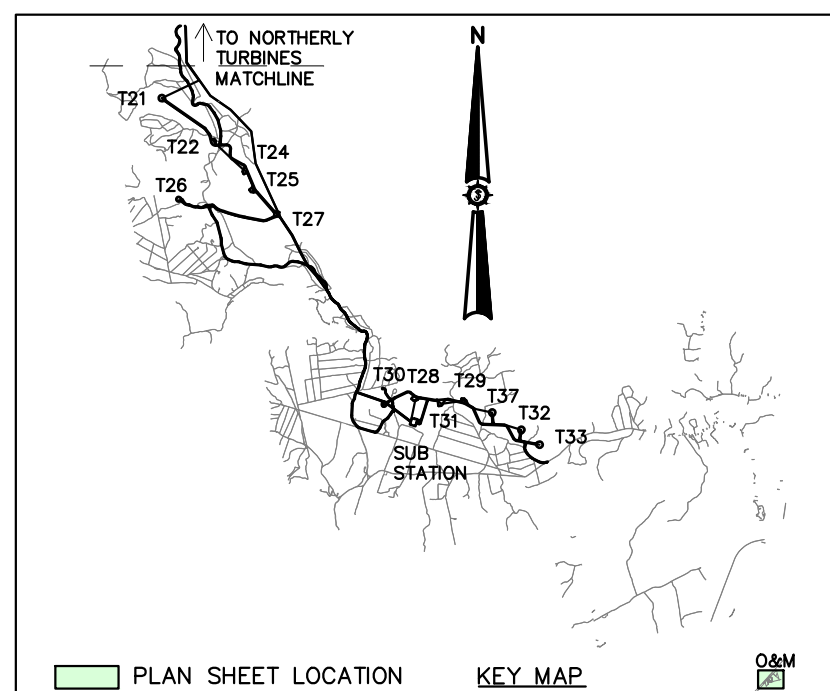 TO NORTHERLY
TURBINES
MATCHLINE
N
T21
T22
T24
T25
T26
T27
T30
T28
T29
T37
T31
T32
T33
SUB
STATION
PLAN SHEET LOCATION
KEY MAP
O&M